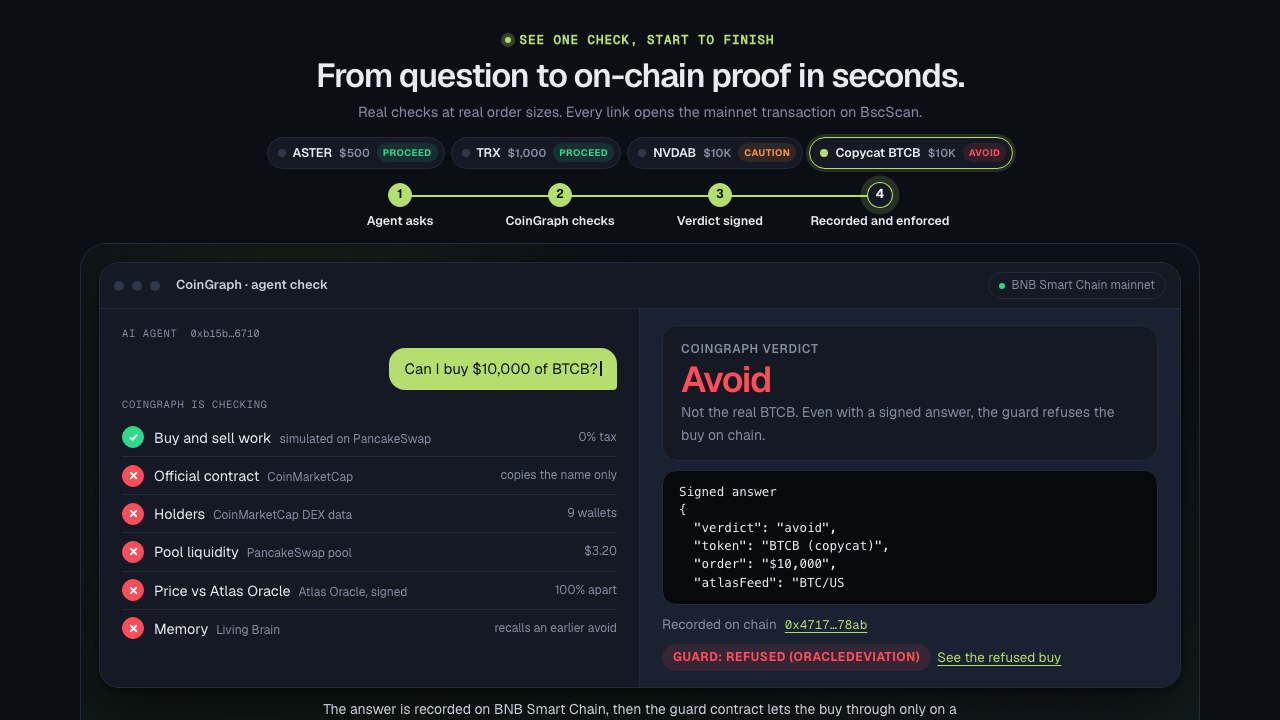 SEE ONE CHECK, START TO FINISH
From question to on-chain proof in seconds.
Real checks at real order sizes. Every link opens the mainnet transaction on BscScan.
ASTER $500 PROCEED
TRX $1,000 PROCEED
NVDAB $10K CAUTION
Copycat BTCB $10K AVOID
1 2 3 4
Agent asks
CoinGraph checks
Verdict signed
Recorded and enforced
CoinGraph · agent check
BNB Smart Chain mainnet
AI AGENT 0xb15b…6710
Can I buy $10,000 of BTCB?
COINGRAPH IS CHECKING
Buy and sell work simulated on PancakeSwap 0% tax
Official contract CoinMarketCap copies the name only
Holders CoinMarketCap DEX data 9 wallets
Pool liquidity PancakeSwap pool $3.20
Price vs Atlas Oracle Atlas Oracle, signed 100% apart
Memory Living Brain recalls an earlier avoid
COINGRAPH VERDICT
Avoid
Not the real BTCB. Even with a signed answer, the guard refuses the
buy on chain.
Signed answer
{
"verdict": "avoid",
"token": "BTCB (copycat)",
"order": "$10,000",
"atlasFeed": "BTC/US
Recorded on chain 0x4717…78ab
GUARD: REFUSED (ORACLEDEVIATION) See the refused buy
The answer is recorded on BNB Smart Chain, then the guard contract lets the buy through only on a